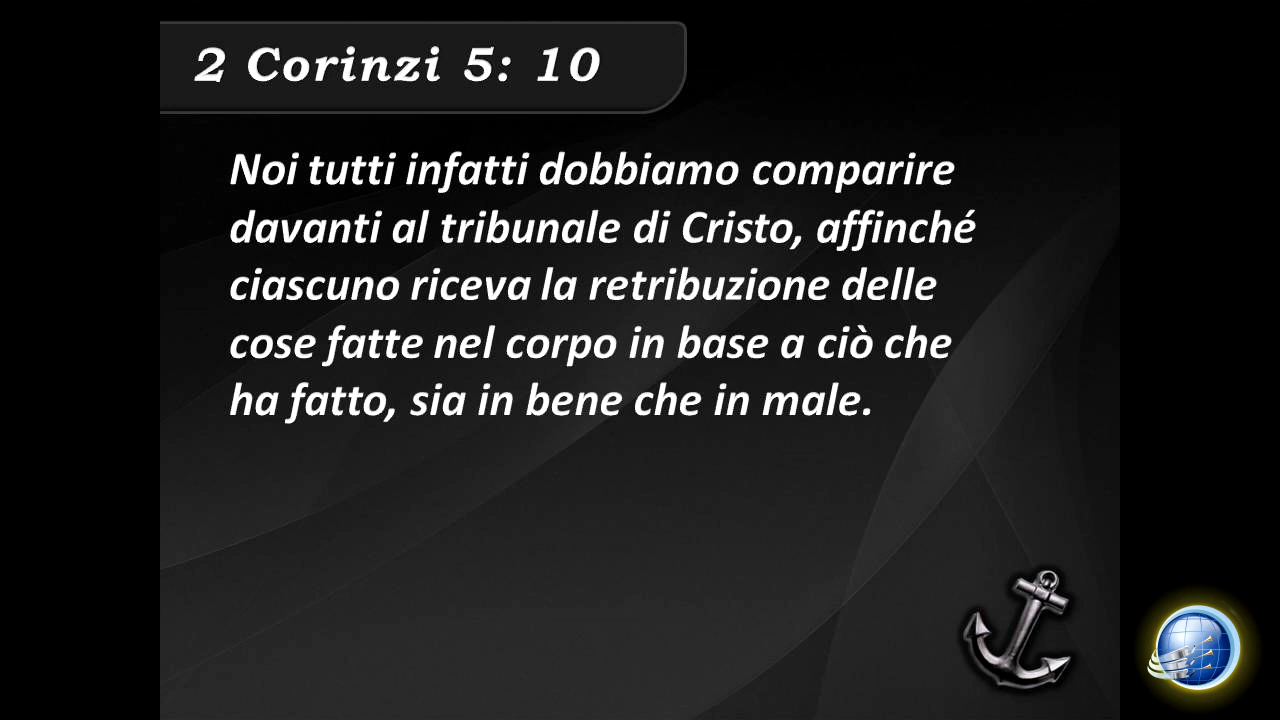 2 Corinzi 5: 10
Noi tutti infatti dobbiamo comparire
davanti al tribunale di Cristo, affinché
ciascuno riceva la retribuzione delle
cose fatte nel corpo in base a ciò che
ha fatto, sia in bene che in male.